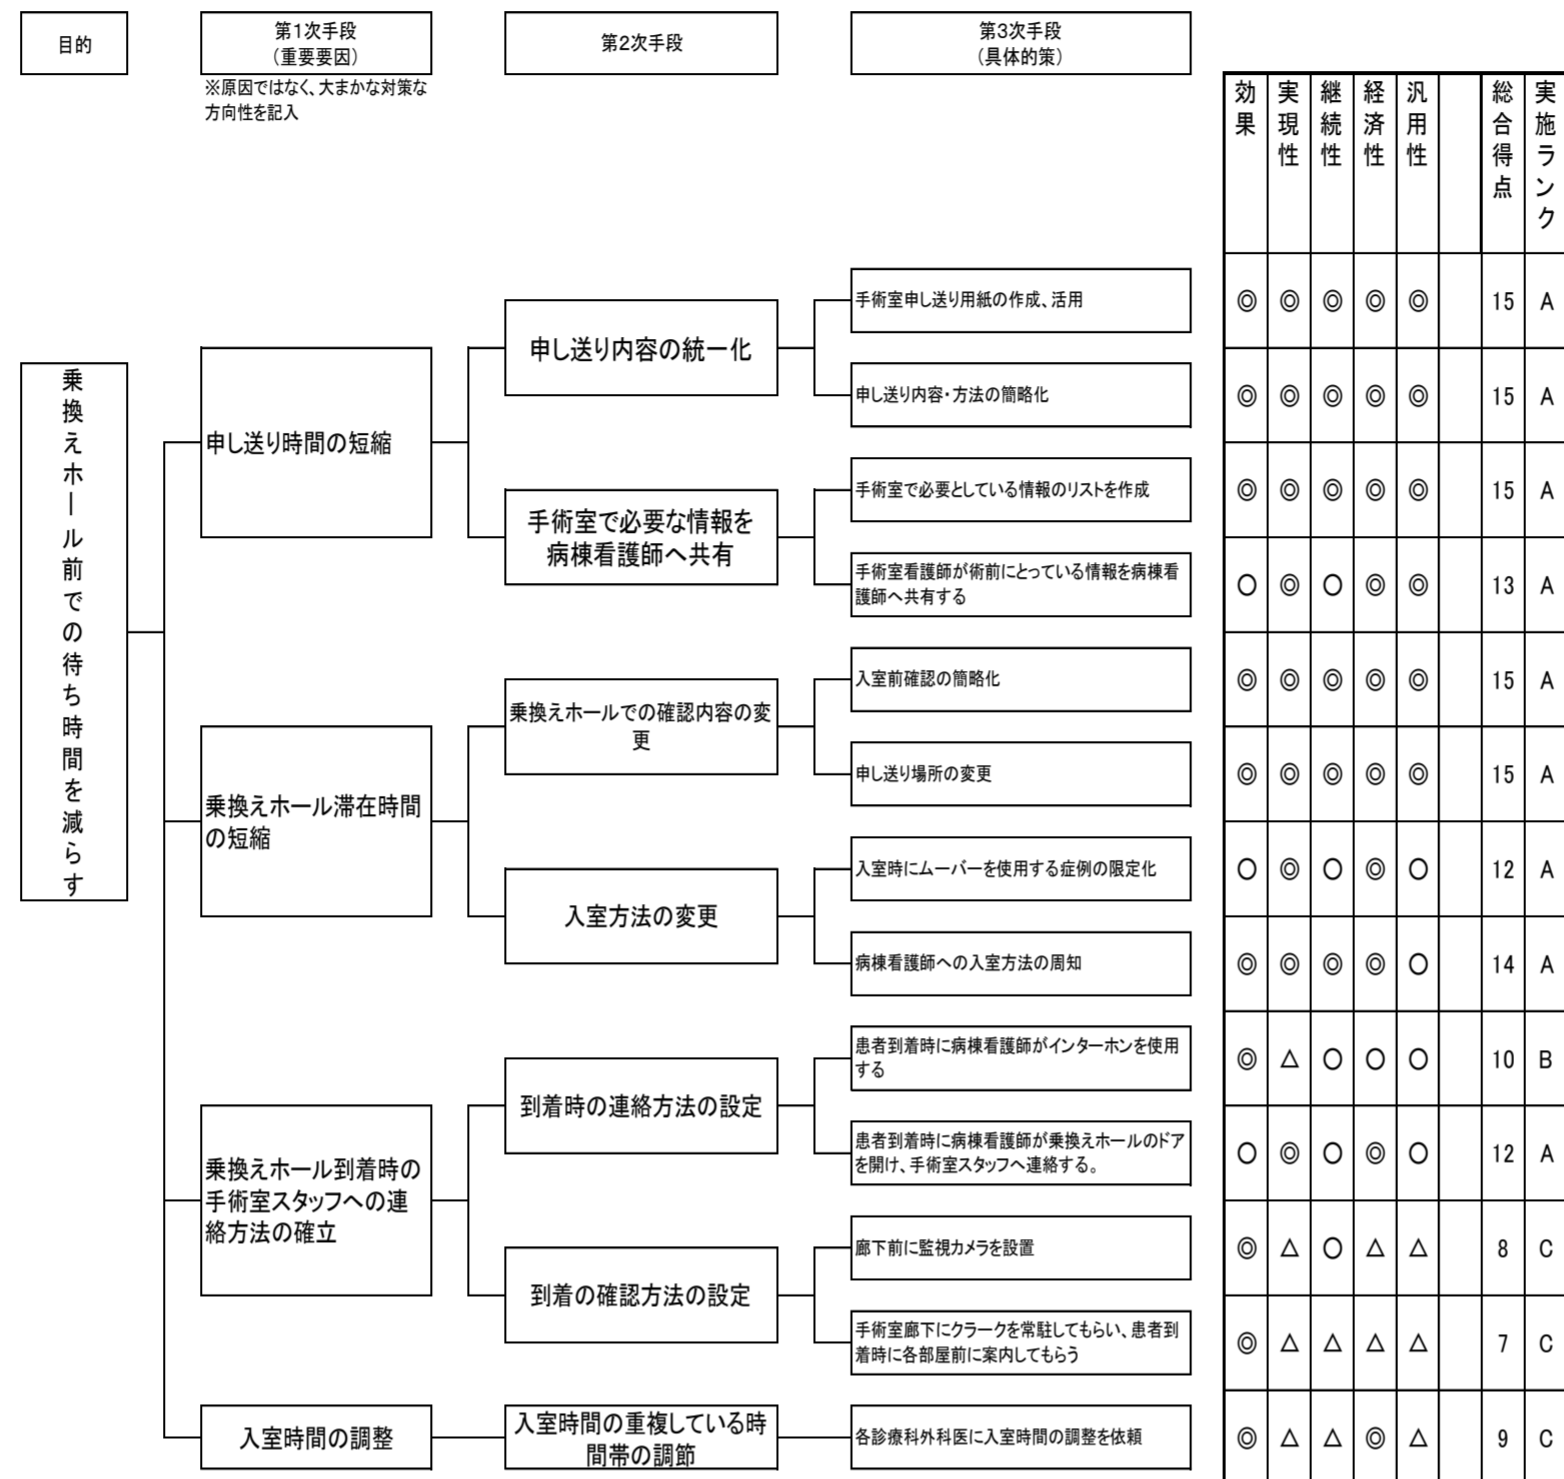 目的
第1次手段
（重要要因）
※原因ではなく、大まかな対策な
方向性を記入
第2次手段
第3次手段
（具体的策）
効果
実現性
継続性
経済性
汎用性
総合得点
実施ランク
乗換えホール前での待ち時間を減らす
申し送り時間の短縮
申し送り内容の統一化
手術室申し送り用紙の作成、活用
◎ ◎ ◎ ◎ ◎ 15 A
申し送り内容・方法の簡略化
◎ ◎ ◎ ◎ ◎ 15 A
手術室で必要な情報を
病棟看護師へ共有
手術室で必要としている情報のリストを作成
◎ ◎ ◎ ◎ ◎ 15 A
手術室看護師が術前にとっている情報を病棟看
護師へ共有する
○ ◎ ○ ◎ ◎ 13 A
乗換えホール滞在時間
の短縮
乗換えホールでの確認内容の変
更
入室前確認の簡略化
◎ ◎ ◎ ◎ ◎ 15 A
申し送り場所の変更
◎ ◎ ◎ ◎ ◎ 15 A
入室方法の変更
入室時にムーバーを使用する症例の限定化
○ ◎ ○ ◎ ○ 12 A
病棟看護師への入室方法の周知
◎ ◎ ◎ ◎ ○ 14 A
乗換えホール到着時の
手術室スタッフへの連
絡方法の確立
到着時の連絡方法の設定
患者到着時に病棟看護師がインターホンを使用
する
◎ △ ○ ○ ○ 10 B
患者到着時に病棟看護師が乗換えホールのドア
を開け、手術室スタッフへ連絡する。
○ ◎ ○ ◎ ○ 12 A
到着の確認方法の設定
廊下前に監視カメラを設置
◎ △ ○ △ △ 8 C
手術室廊下にクラークを常駐してもらい、患者到
着時に各部屋前に案内してもらう
◎ △ △ △ △ 7 C
入室時間の調整
入室時間の重複している時
間帯の調節
各診療科外科医に入室時間の調整を依頼
◎ △ △ ◎ △ 9 C